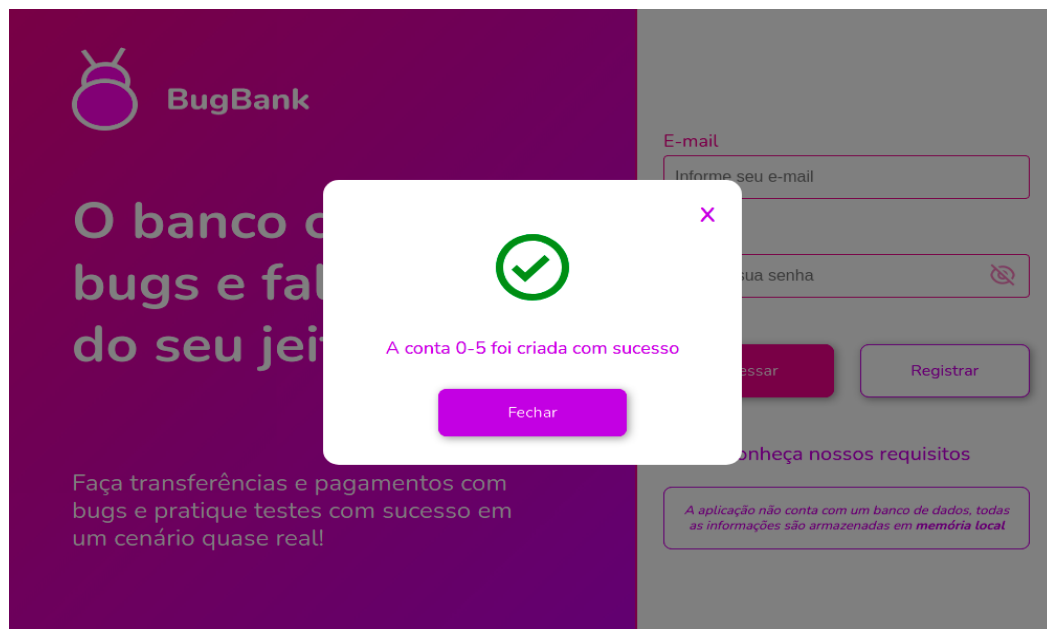 BugBank
O banco c
bugs e fal
do seu jei
Faça transferências e pagamentos com
bugs e pratique testes com sucesso em
um cenário quase real!
A conta 0-5 foi criada com sucesso
Fechar
E-mail
Informe seu e-mail
sua senha
essar
Registrar
onheça nossos requisitos
A aplicação não conta com um banco de dados, todas
as informações são armazenadas em memória local